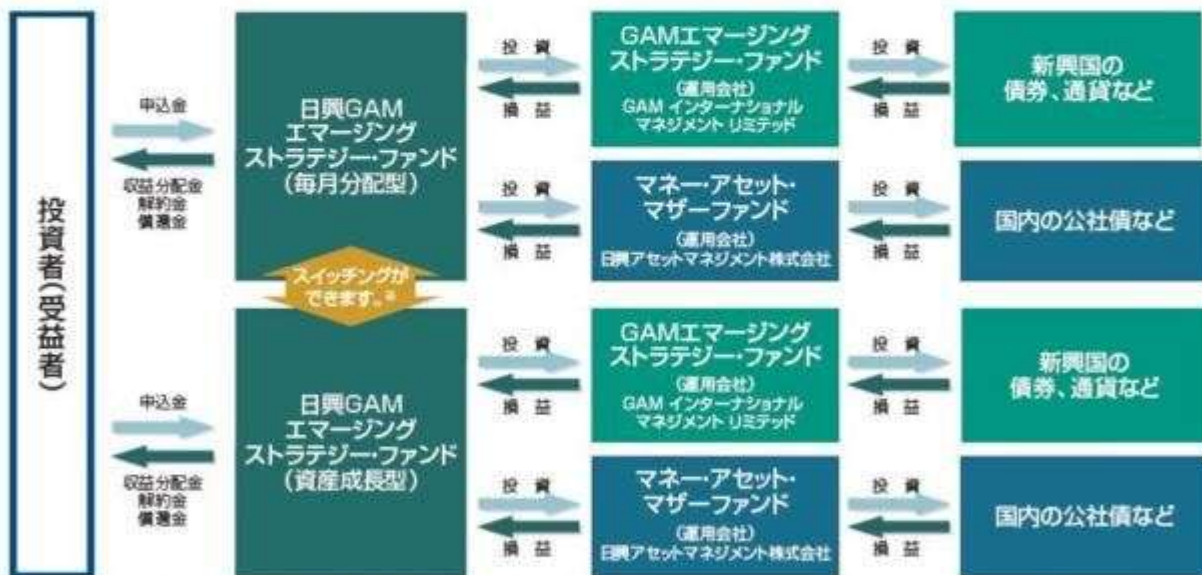 投資者(受益者)
申込金
収益分配金
解約金
償還金
日興GAM
エマージング
ストラテジー・ファンド
(毎月分配型)
投 資
損 益
GAMエマージング
ストラテジー・ファンド
(運用会社)
GAM インターナショナル
マネジメント リミテッド
投 資
損 益
新興国の
債券、通貨など
投 資
損 益
マネー・アセット・
マザーファンド
(運用会社)
日興アセットマネジメント株式会社
投 資
損 益
国内の公社債など
スイッチングが
できます。※
申込金
収益分配金
解約金
償還金
日興GAM
エマージング
ストラテジー・ファンド
(資産成長型)
投 資
損 益
GAMエマージング
ストラテジー・ファンド
(運用会社)
GAM インターナショナル
マネジメント リミテッド
投 資
損 益
新興国の
債券、通貨など
投 資
損 益
マネー・アセット・
マザーファンド
(運用会社)
日興アセットマネジメント株式会社
投 資
損 益
国内の公社債など